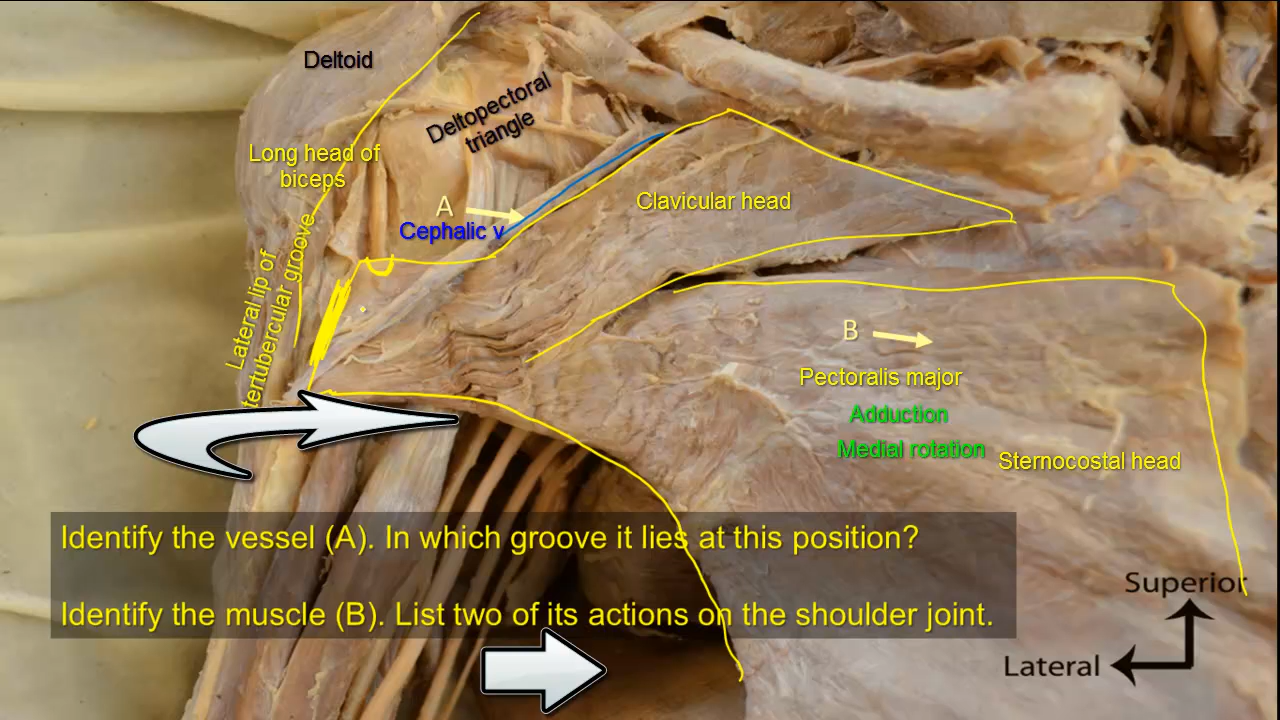 Deltoid
Deltopectoral
triangle
Long head of
biceps
A
Cephalic v
Clavicular head
Lateral lip of
tertubercular groove
B
Pectoralis major
Adduction
Medial rotation
Sternocostal head
Identify the vessel (A). In which groove it lies at this position?
Identify the muscle (B). List two of its actions on the shoulder joint.
Superior
Lateral